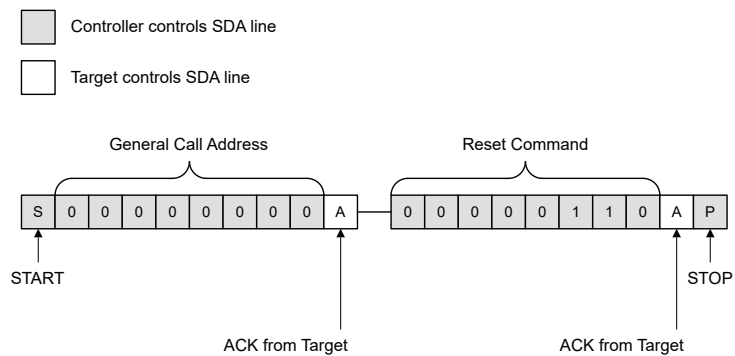 Controller controls SDA line
Target controls SDA line
General Call Address Reset Command
S 0 0 0 0 0 0 0 0 A 0 0 0 0 0 1 1 0 A P
START STOP
ACK from Target ACK from Target